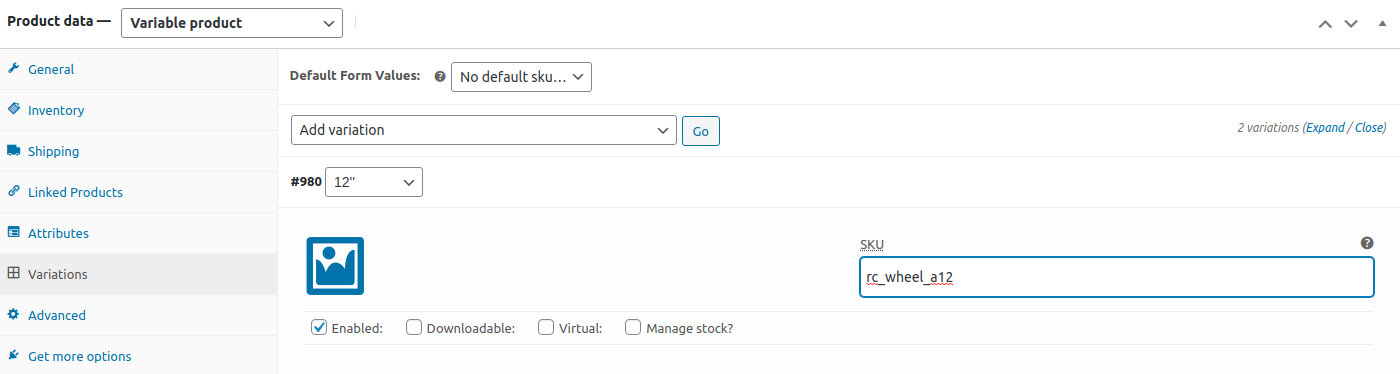 Product data — Variable product
General
Inventory
Shipping
Linked Products
Attributes
Variations
Advanced
Get more options
Default Form Values: ? No default sku...
Add variation Go 2 variations (Expand / Close)
#980 12"
SKU ?
rc_wheel_a12
Enabled: Downloadable: Virtual: Manage stock?